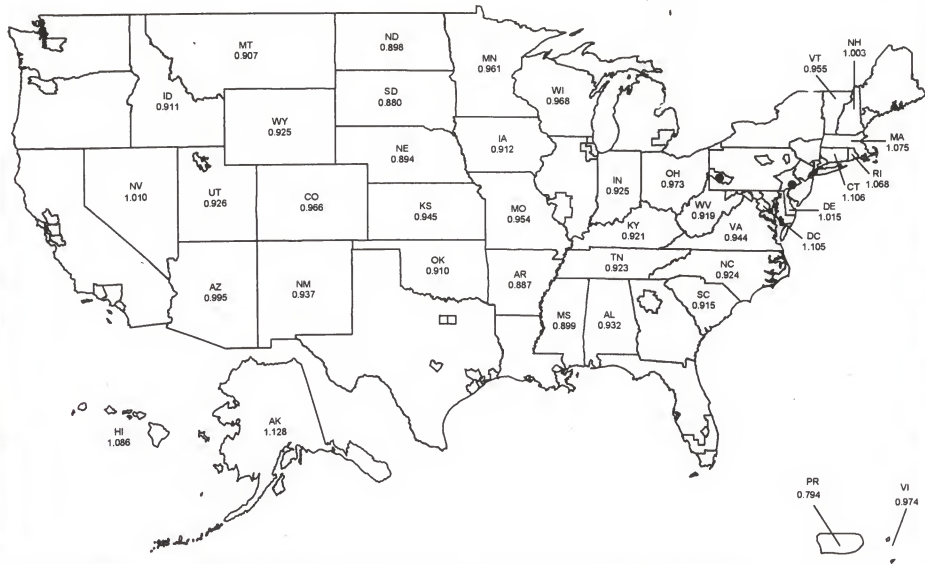 NH
1.003
VT
0.955
MT
0.907
ND
0.898
MN
0.961
ID
0.911
SD
0.880
WI
0.968
WY
0.925
MA
1.075
IA
0.912
NE
0.894
RI
1.068
CT
1.106
NV
1.010
UT
0.926
CO
0.966
KS
0.945
MO
0.954
IN
0.925
OH
0.973
WV
0.919
DE
1.015
VA
0.944
DC
1.105
KY
0.921
TN
0.923
NC
0.924
OK
0.910
AR
0.887
AZ
0.995
NM
0.937
SC
0.915
MS
0.899
AL
0.932
AK
1.128
HI
1.086
PR
0.794
VI
0.974